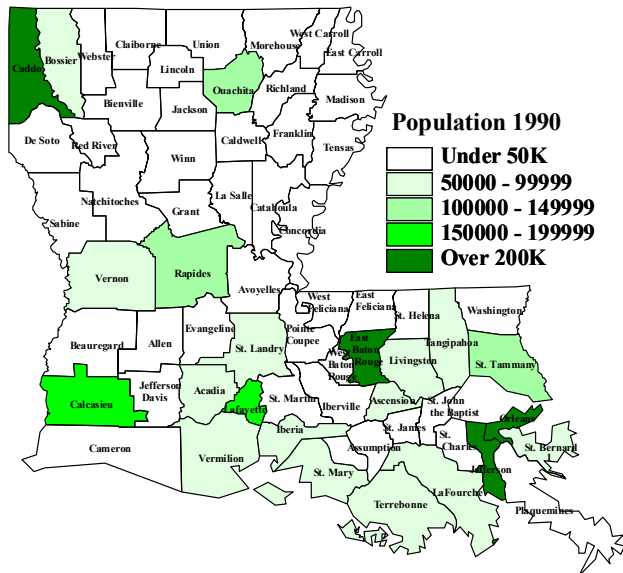 West Carroll
Claiborne
Union
Morehouse
East Carroll
Bossier
Webster
Caddo
Lincoln
Ouachita
Richland
Bienville
Jackson
Madison
Population 1990
De Soto
Red River
Caldwell
Franklin
Tensas
Under 50K
Winn
50000 - 99999
Natchitoches
La Salle
Catahoula
100000 - 149999
Sabine
Grant
Concordia
150000 - 199999
Vernon
Rapides
Over 200K
Avoyelles
West
Feliciana
East
Feliciana
St. Helena
Washington
Evangeline
Pointe
Coupee
East Baton
Rouge
Tangipahoa
Beauregard
Allen
St. Landry
West
Baton
Rouge
Livingston
St. Tammany
Jefferson
Davis
Acadia
Calcasieu
Lafayette
St. Martin
Iberville
Ascension
St. John
the Baptist
Orleans
Cameron
Vermilion
Iberia
Assumption
St. James
St.
Charles
St. Bernard
Jefferson
St. Mary
Terrebonne
LaFourche
Plaquemines